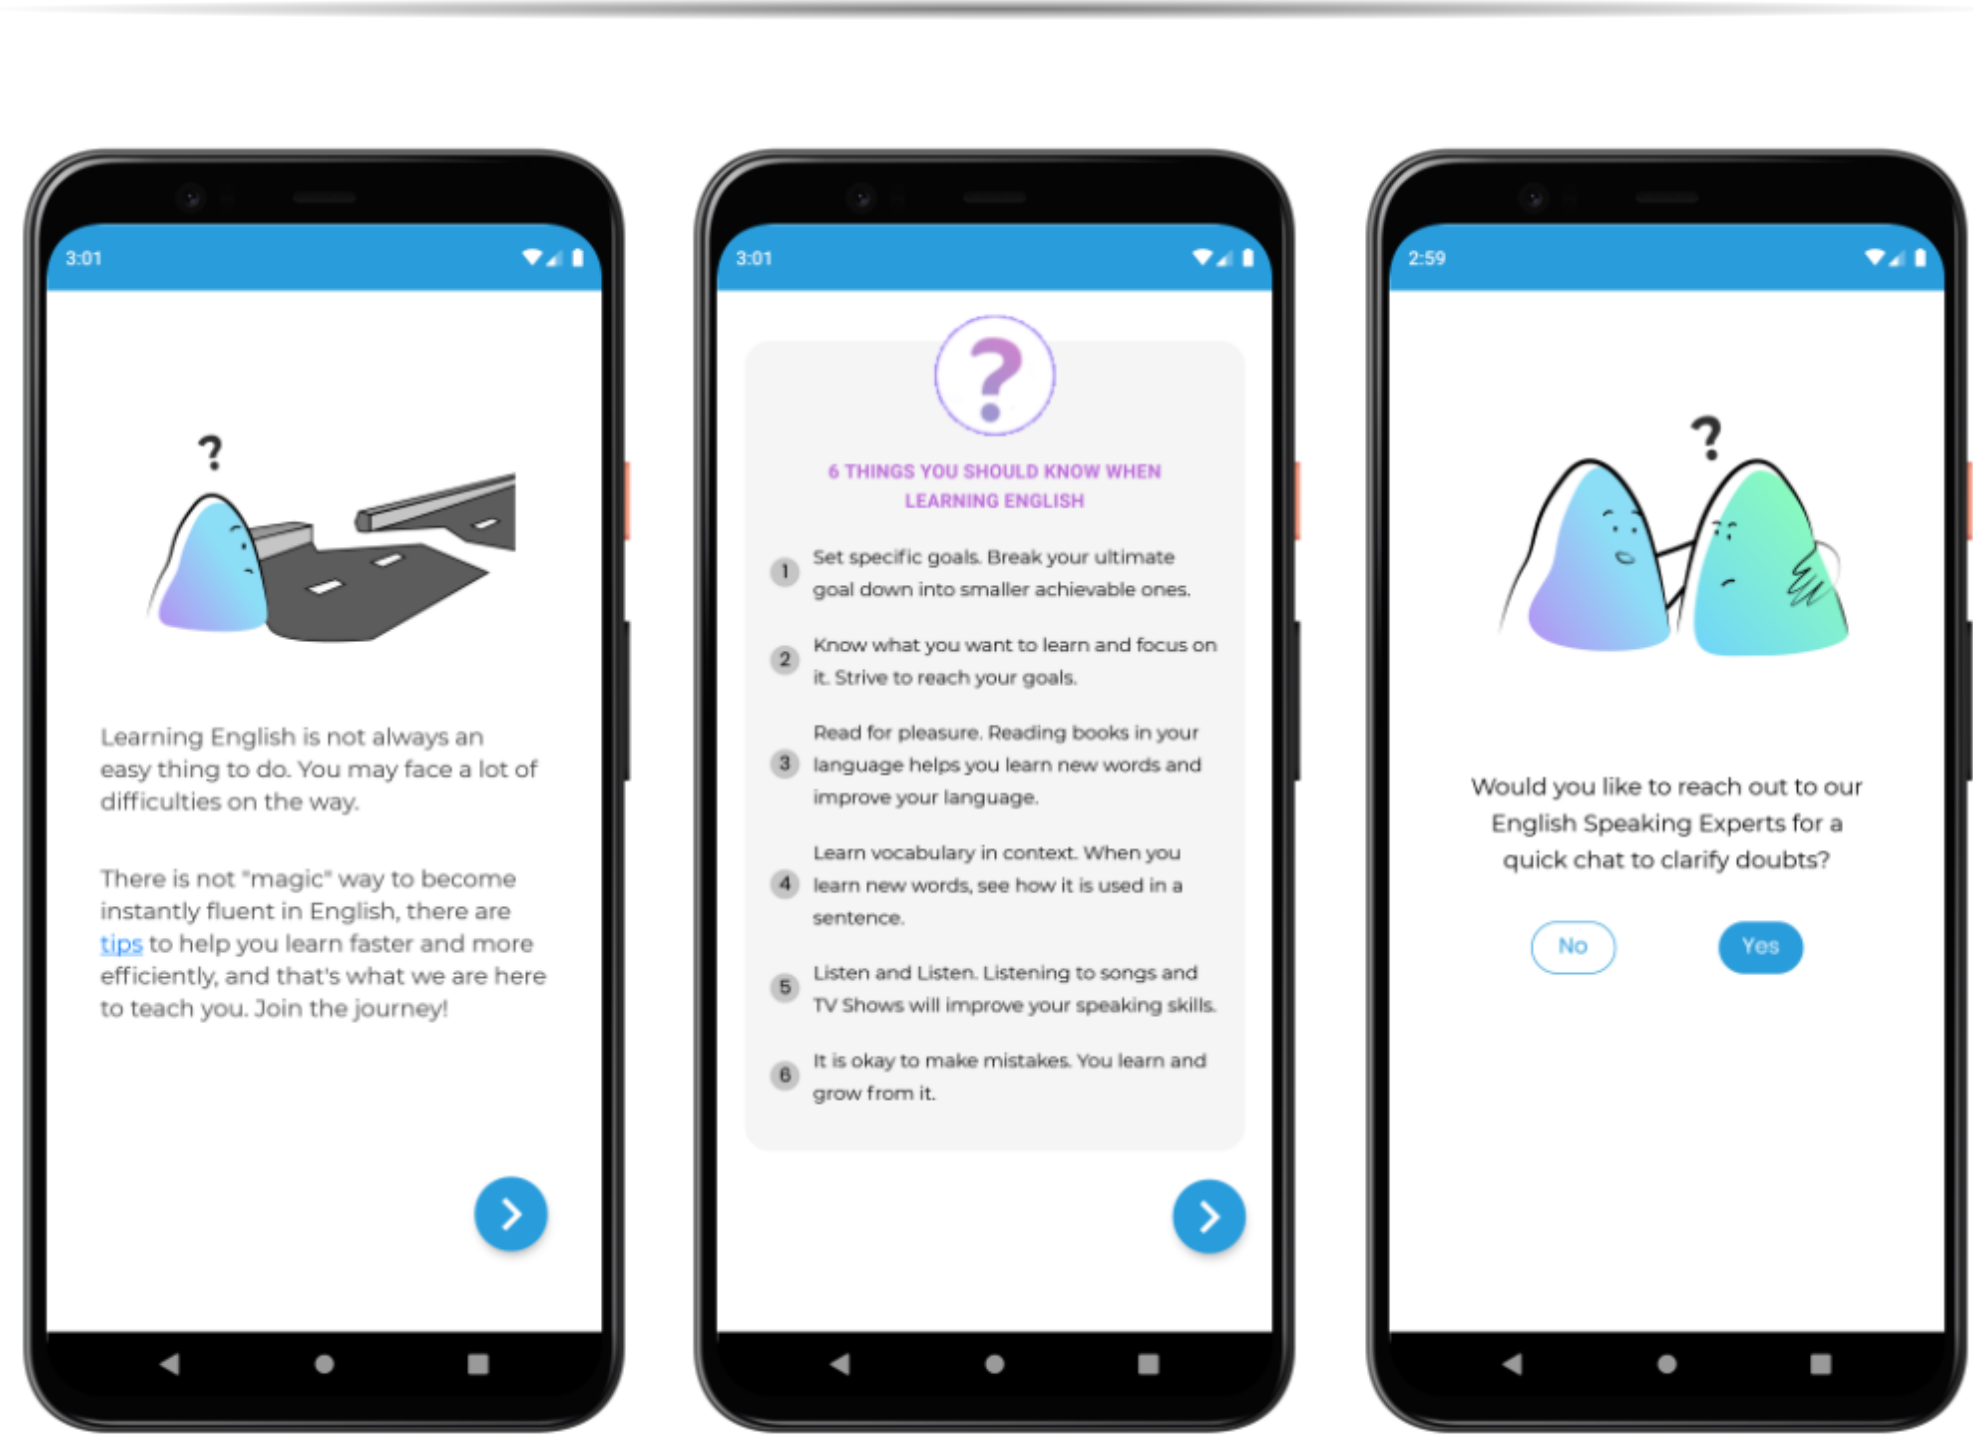 3:01
?
Learning English is not always an
easy thing to do. You may face a lot of
difficulties on the way.
There is not "magic" way to become
instantly fluent in English, there are
tips to help you learn faster and more
efficiently, and that's what we are here
to teach you. Join the journey!
3:01
?
6 THINGS YOU SHOULD KNOW WHEN
LEARNING ENGLISH
1 Set specific goals. Break your ultimate
goal down into smaller achievable ones.
2 Know what you want to learn and focus on
it. Strive to reach your goals.
3 Read for pleasure. Reading books in your
language helps you learn new words and
improve your language.
4 Learn vocabulary in context. When you
learn new words, see how it is used in a
sentence.
5 Listen and Listen. Listening to songs and
TV Shows will improve your speaking skills.
6 It is okay to make mistakes. You learn and
grow from it.
2:59
?
Would you like to reach out to our
English Speaking Experts for a
quick chat to clarify doubts?
No Yes